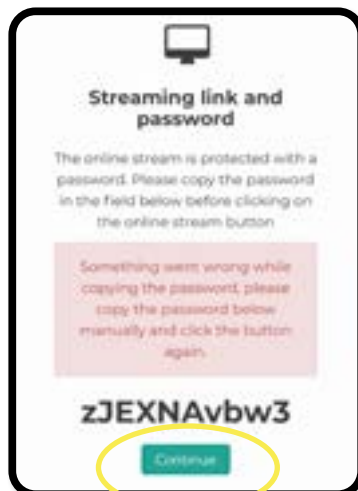 Streaming link and
password
The online stream is protected with a
password. Please copy the password
in the field below before clicking on
the online stream button
Something went wrong while
copying the password, please
copy the password below
manually and click the button
again.
zJEXNAvbw3
Continue